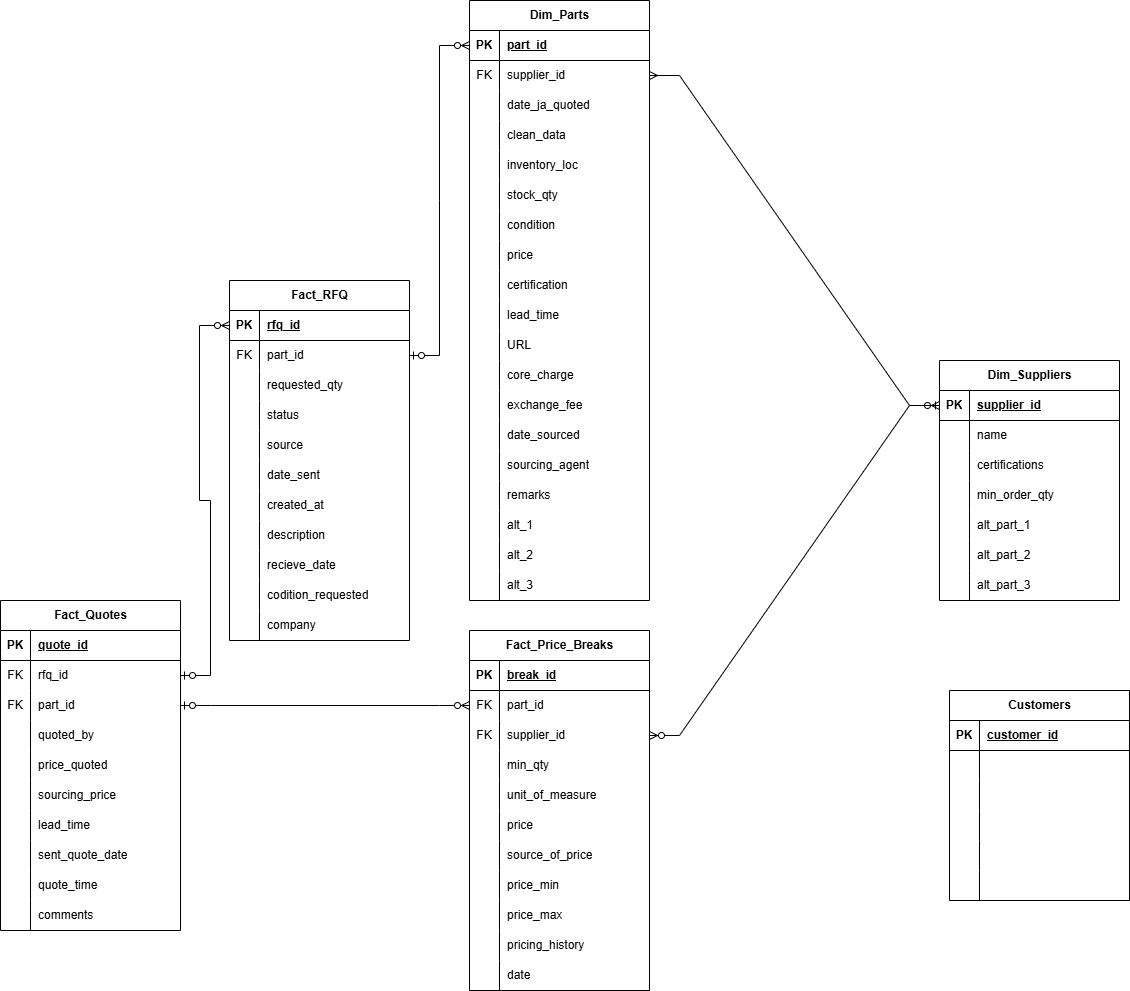 Dim_Parts
PK part_id
FK supplier_id
date_ja_quoted
clean_data
inventory_loc
stock_qty
condition
price
certification
lead_time
URL
core_charge
exchange_fee
date_sourced
sourcing_agent
remarks
alt_1
alt_2
alt_3
Fact_RFQ
PK rfq_id
FK part_id
requested_qty
status
source
date_sent
created_at
description
recieve_date
codition_requested
company
Dim_Suppliers
PK supplier_id
name
certifications
min_order_qty
alt_part_1
alt_part_2
alt_part_3
Fact_Quotes
PK quote_id
FK rfq_id
FK part_id
quoted_by
price_quoted
sourcing_price
lead_time
sent_quote_date
quote_time
comments
Fact_Price_Breaks
PK break_id
FK part_id
FK supplier_id
min_qty
unit_of_measure
price
source_of_price
price_min
price_max
pricing_history
date
Customers
PK customer_id